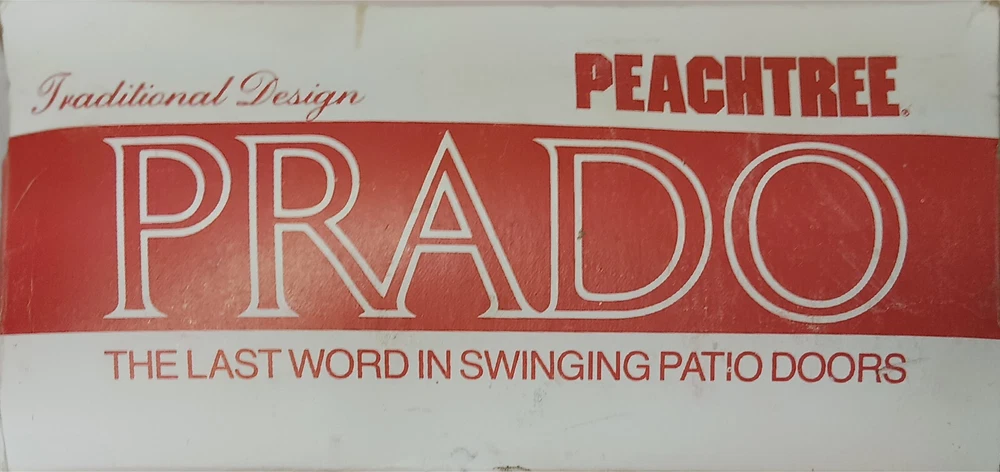 Traditional Design
PEACHTREE®
PRADO
THE LAST WORD IN SWINGING PATIO DOORS